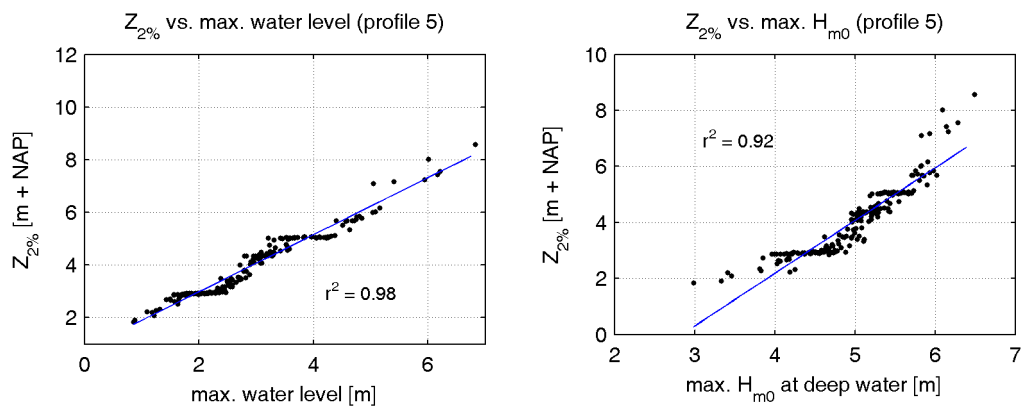 Z2% vs. max. water level (profile 5)
12
10
8
6
4
2
Z2% [m + NAP]
r² = 0.98
0 2 4 6
max. water level [m]
Z2% vs. max. Hm0 (profile 5)
10
8
6
4
2
0
Z2% [m + NAP]
r² = 0.92
2 3 4 5 6 7
max. Hm0 at deep water [m]